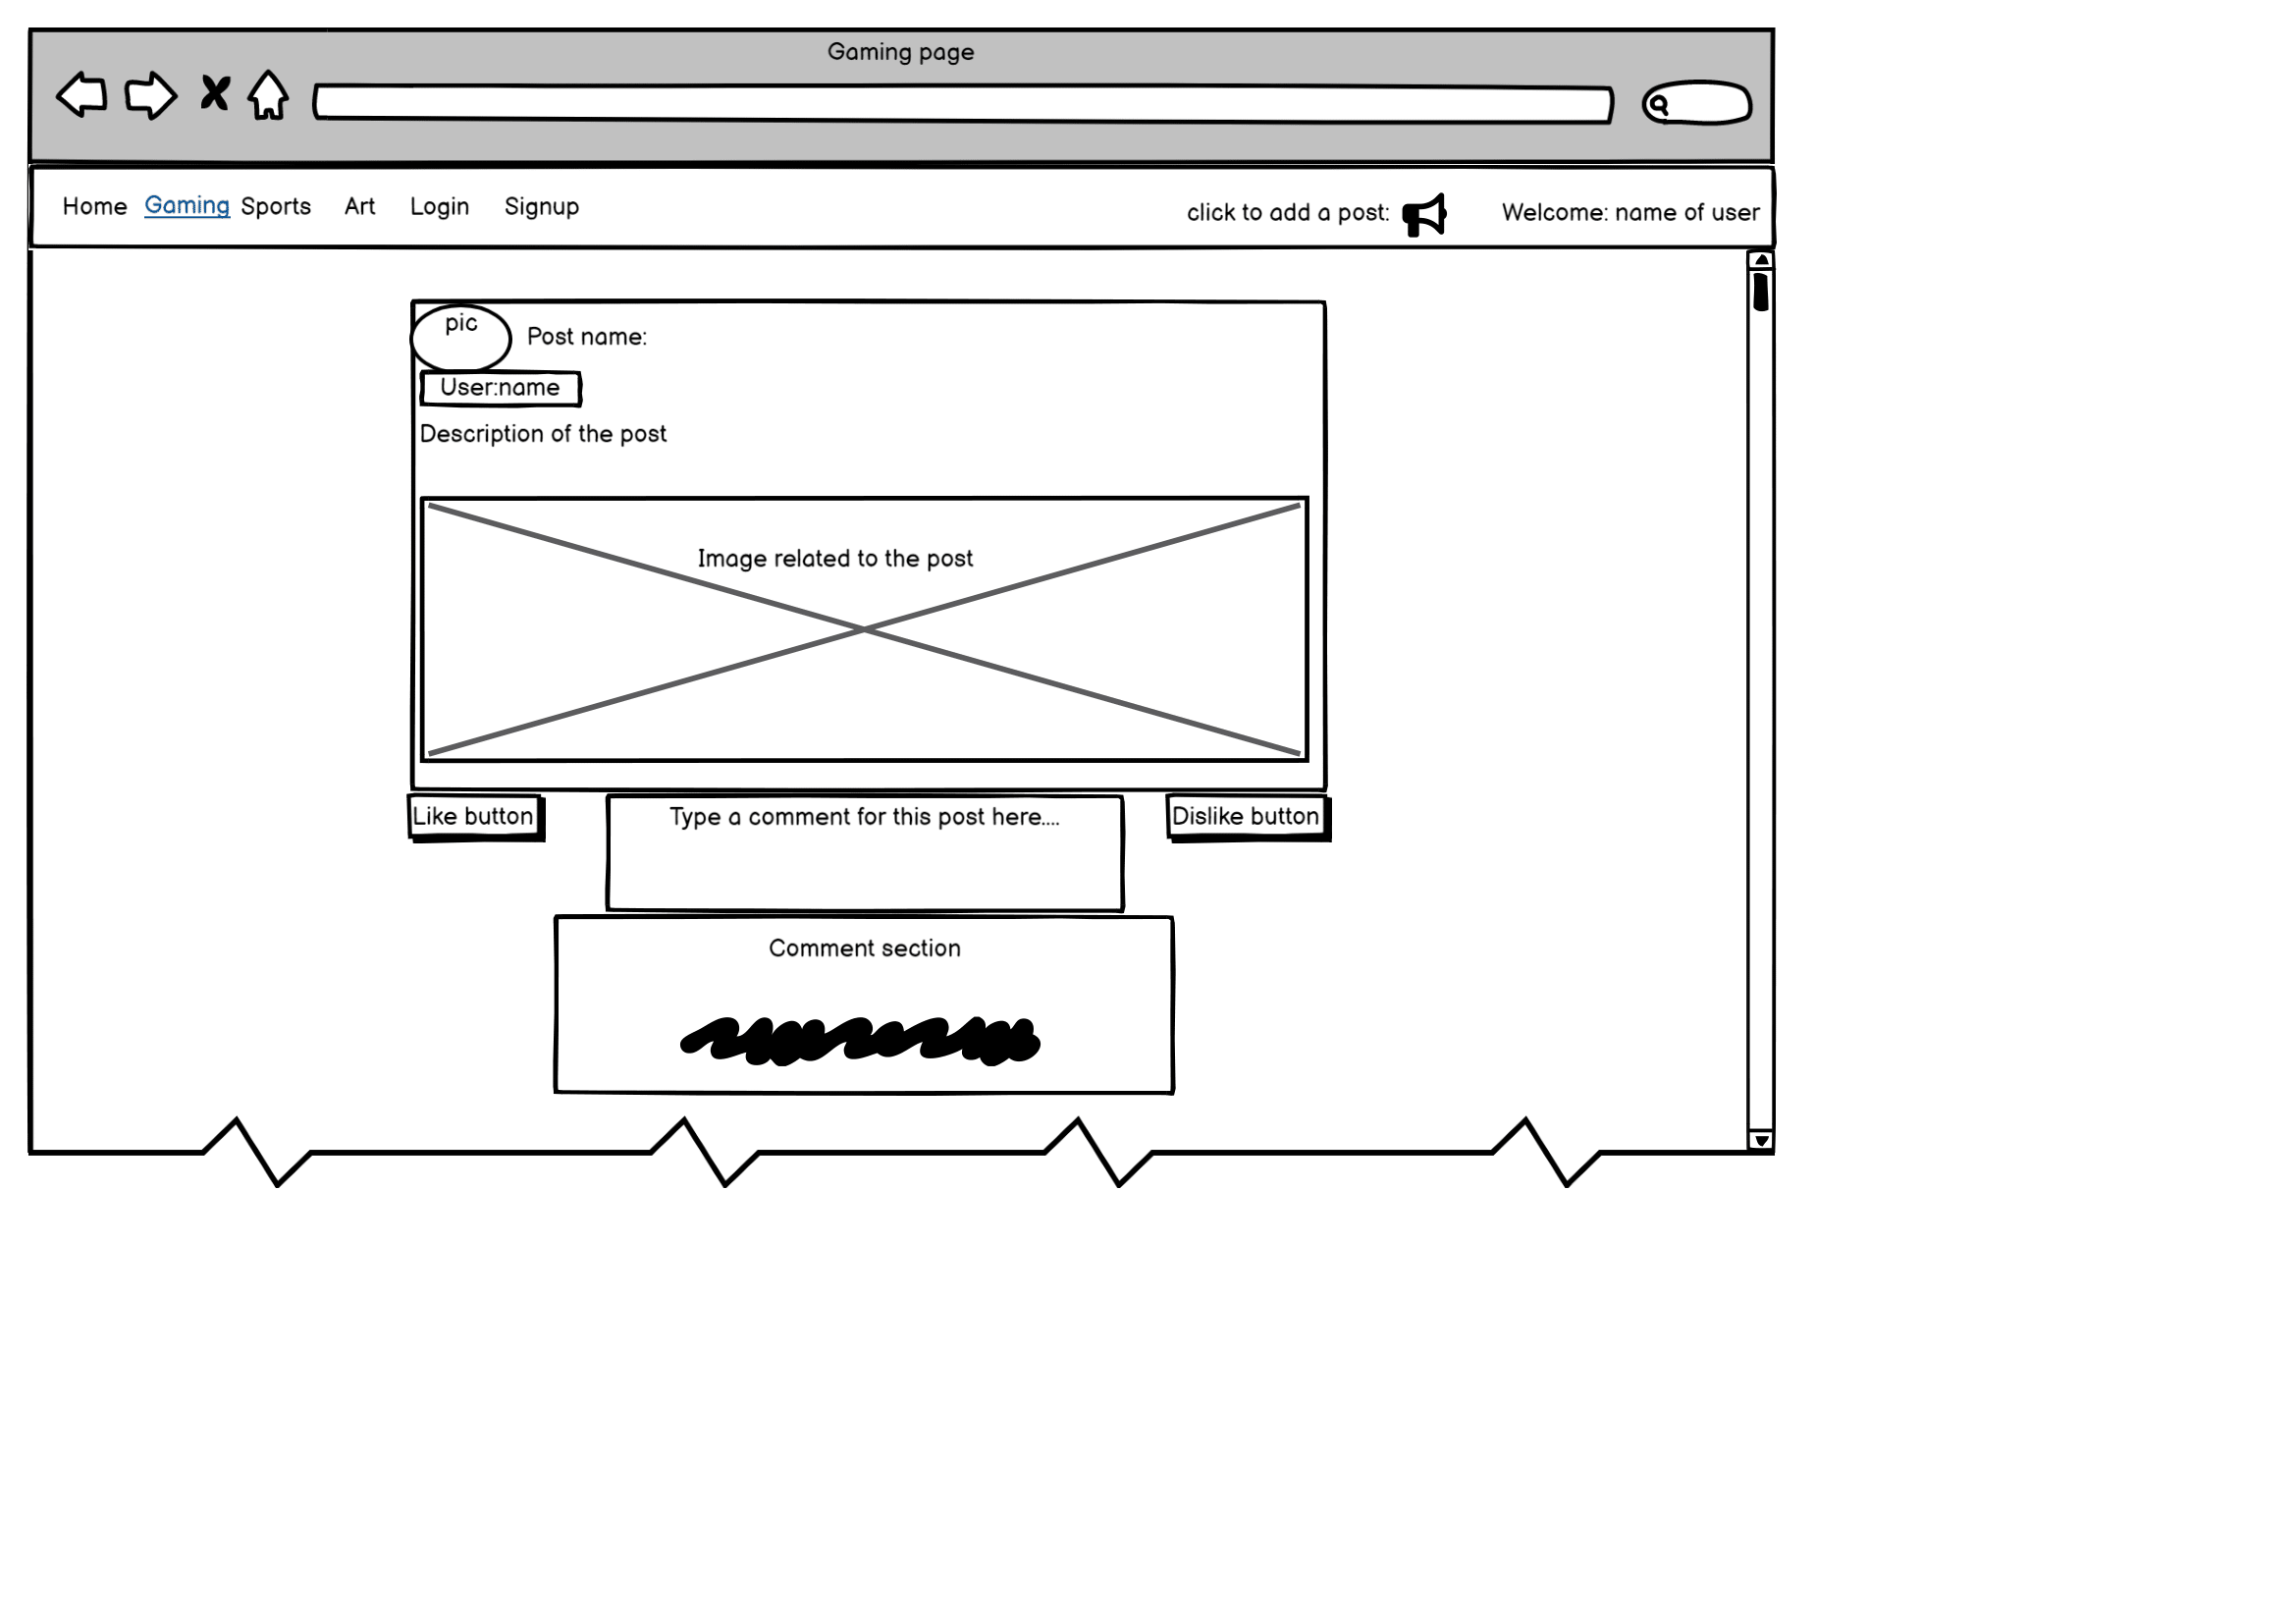 Gaming page
Home Gaming Sports Art Login Signup click to add a post: Welcome: name of user
pic
Post name:
User:name
Description of the post
Image related to the post
Like button Type a comment for this post here.... Dislike button
Comment section